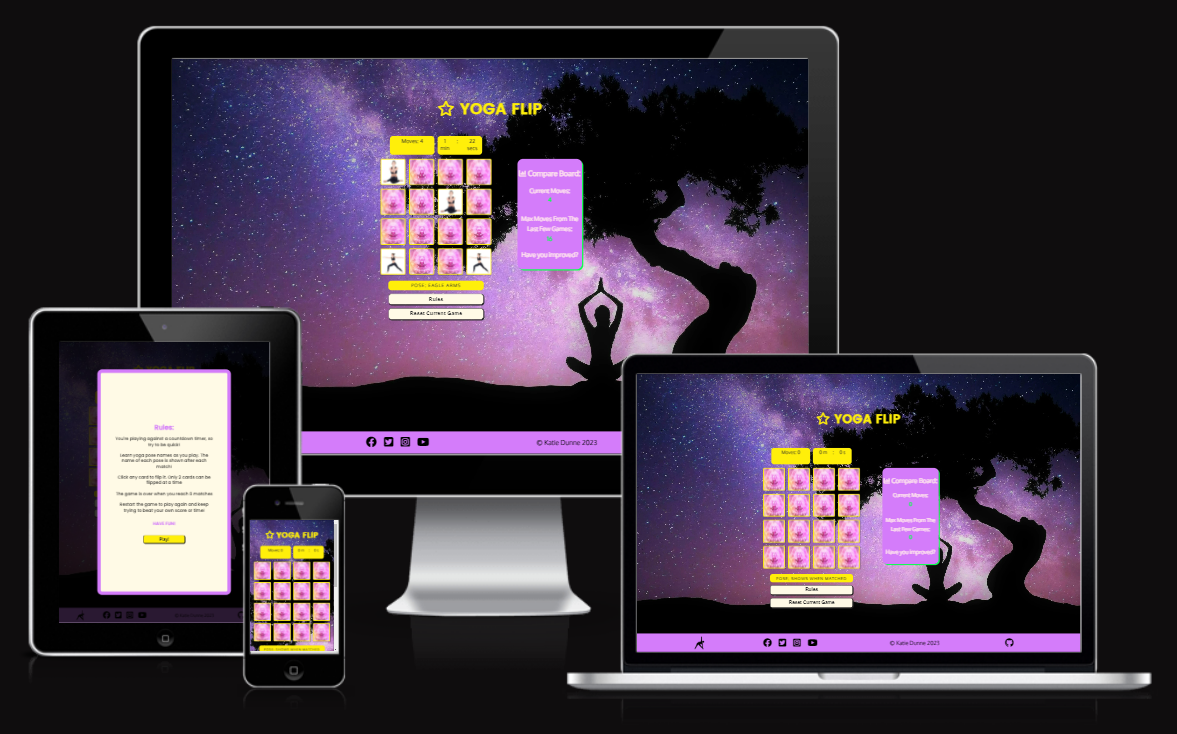 YOGA FLIP
Moves: 4
1 : 22
min secs
Compare Board:
Current Moves:
Max Moves From The
Last Few Games:
Have you improved?
POSE: EAGLE ARMS
Rules
Reset Current Game
© Katie Dunne 2023
Rules:
You're playing against a countdown timer, so
try to be quick!
Learn yoga pose names as you play. The
name of each pose is shown after each
match!
Click any card to flip it. Only 2 cards can be
flipped at a time
The game is over when you reach 8 matches
Restart the game to play again and keep
trying to beat your own score or time!
Play!
YOGA FLIP
Moves: 0
0 m : 0 s
POSE: SHOWN WHEN MATCHED
YOGA FLIP
Moves: 0
0 m : 0 s
Compare Board:
Current Moves:
Max Moves From The
Last Few Games:
Have you improved?
POSE: SHOWN WHEN MATCHED
Rules
Reset Current Game
© Katie Dunne 2023